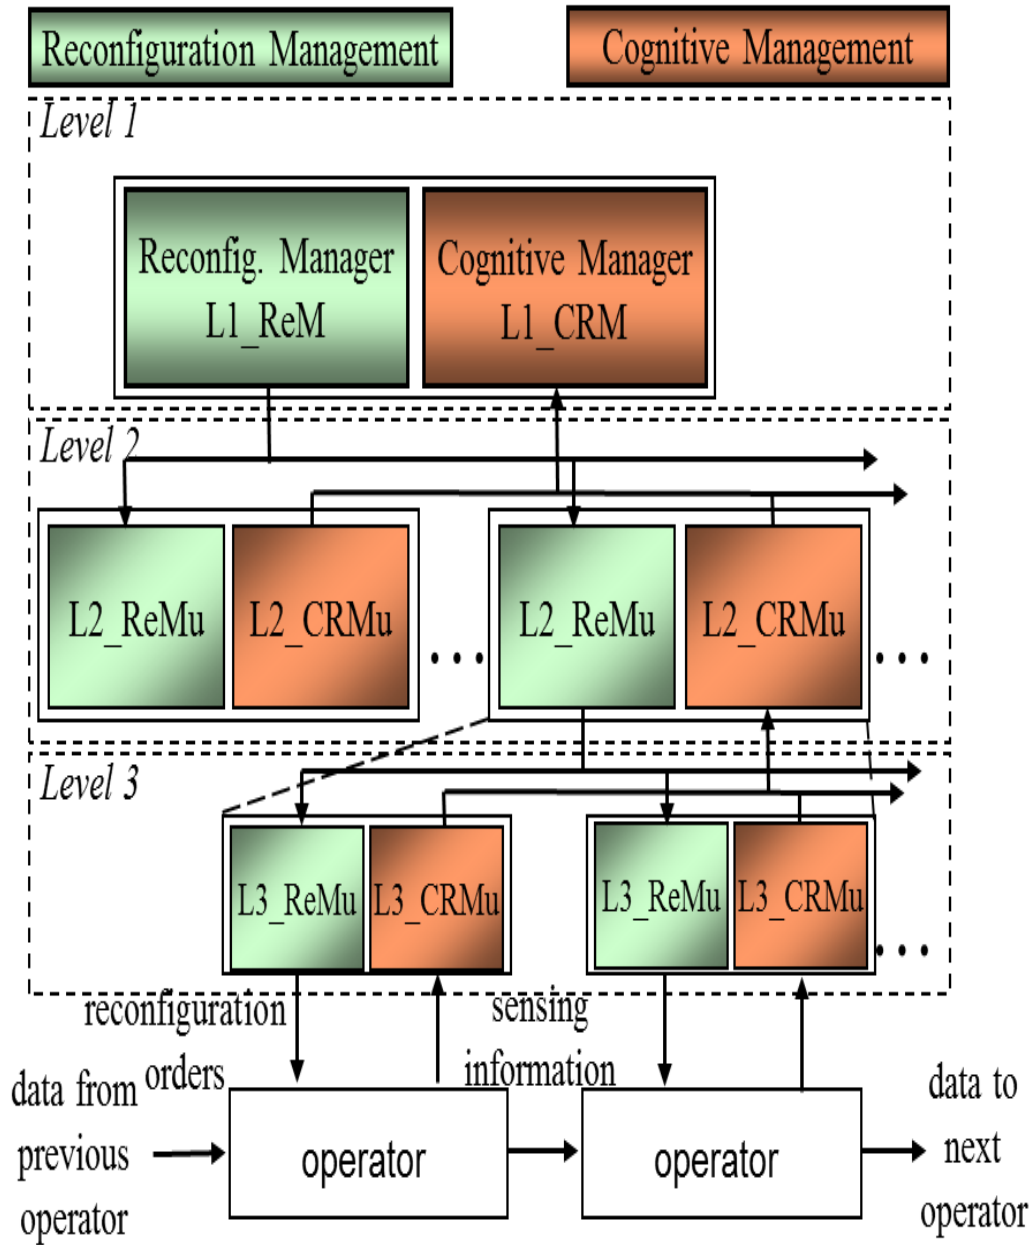 Reconfiguration Management
Cognitive Management
Level 1
Reconfig. Manager
L1_ReM
Cognitive Manager
L1_CRM
Level 2
L2_ReMu
L2_CRMu
...
L2_ReMu
L2_CRMu
...
Level 3
L3_ReMu
L3_CRMu
L3_ReMu
L3_CRMu
...
reconfiguration
orders
sensing
information
data from
previous
operator
operator
operator
data to
next
operator